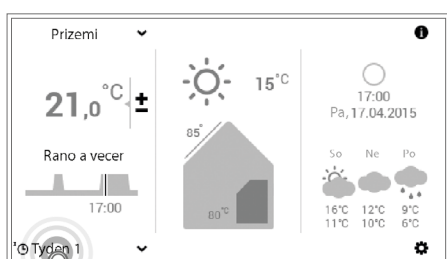 Prizemi
21,0 °C ±
Rano a vecer
17:00
Tyden 1
15°C
85°
80 °C
17:00
Pa, 17.04.2015
So Ne Po
16°C 12°C 9°C
11°C 10°C 6°C